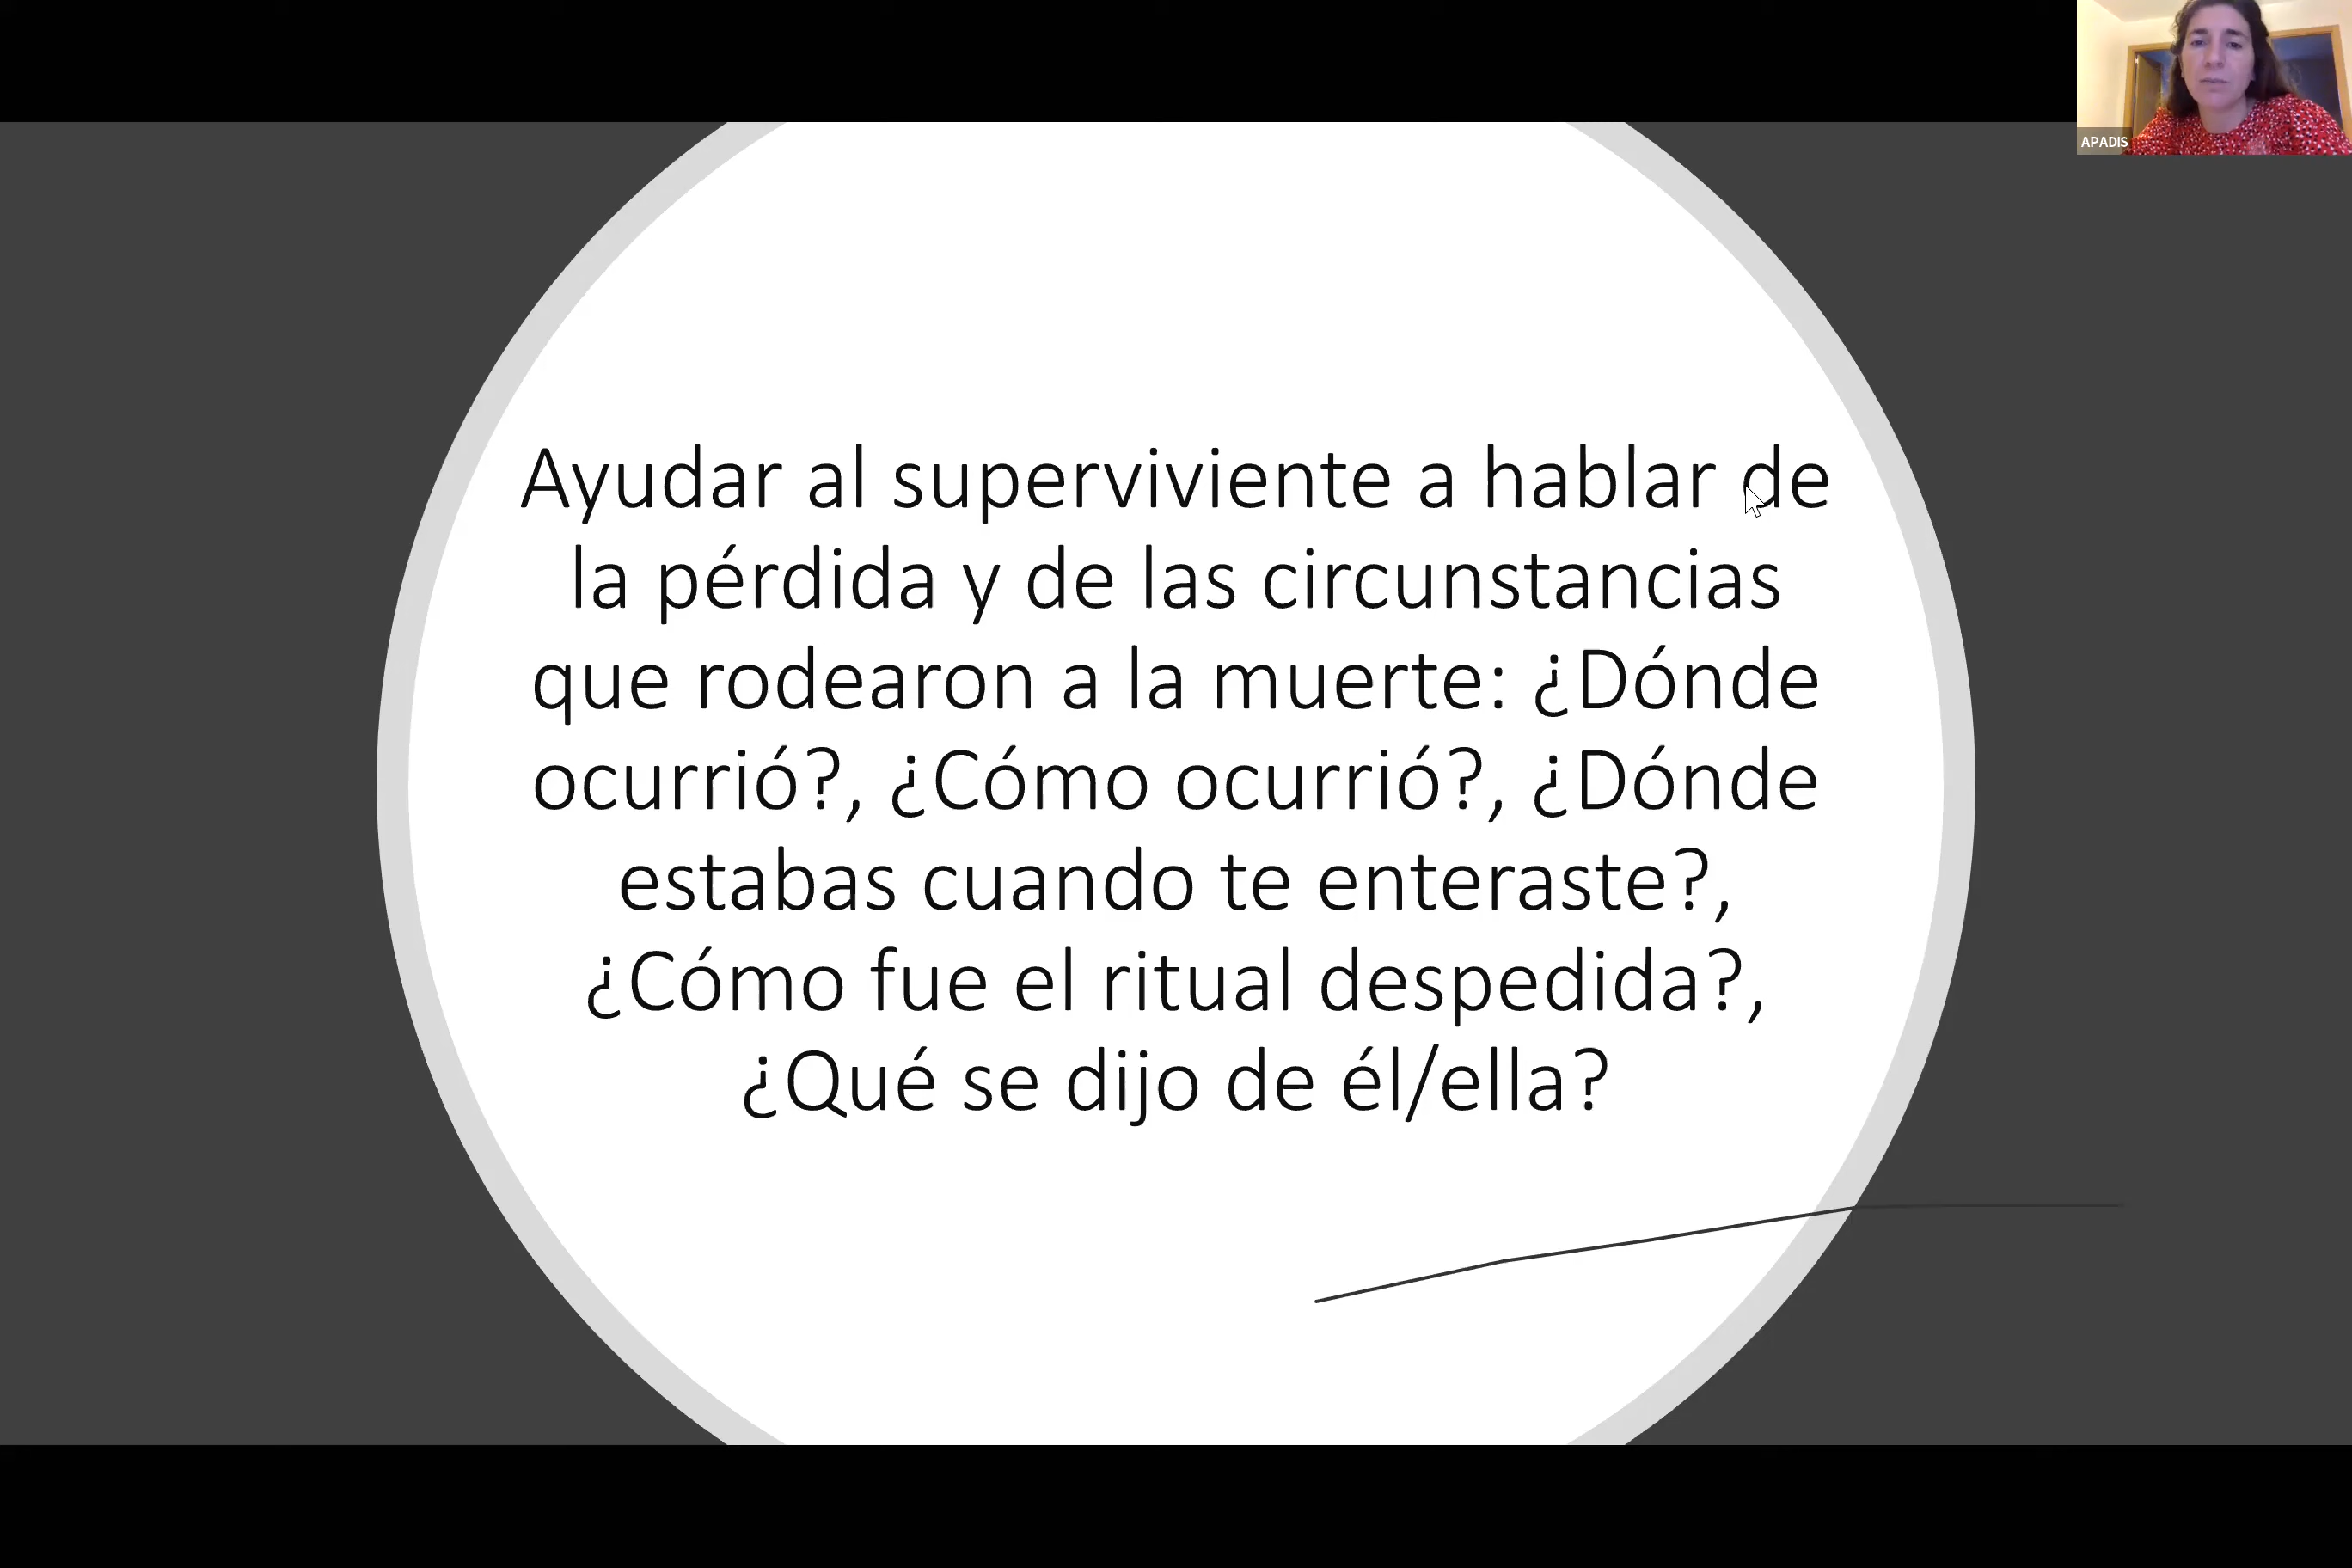 APADIS
Ayudar al superviviente a hablar de
la pérdida y de las circunstancias
que rodearon a la muerte: ¿Dónde
ocurrió?, ¿Cómo ocurrió?, ¿Dónde
estabas cuando te enteraste?,
¿Cómo fue el ritual despedida?,
¿Qué se dijo de él/ella?